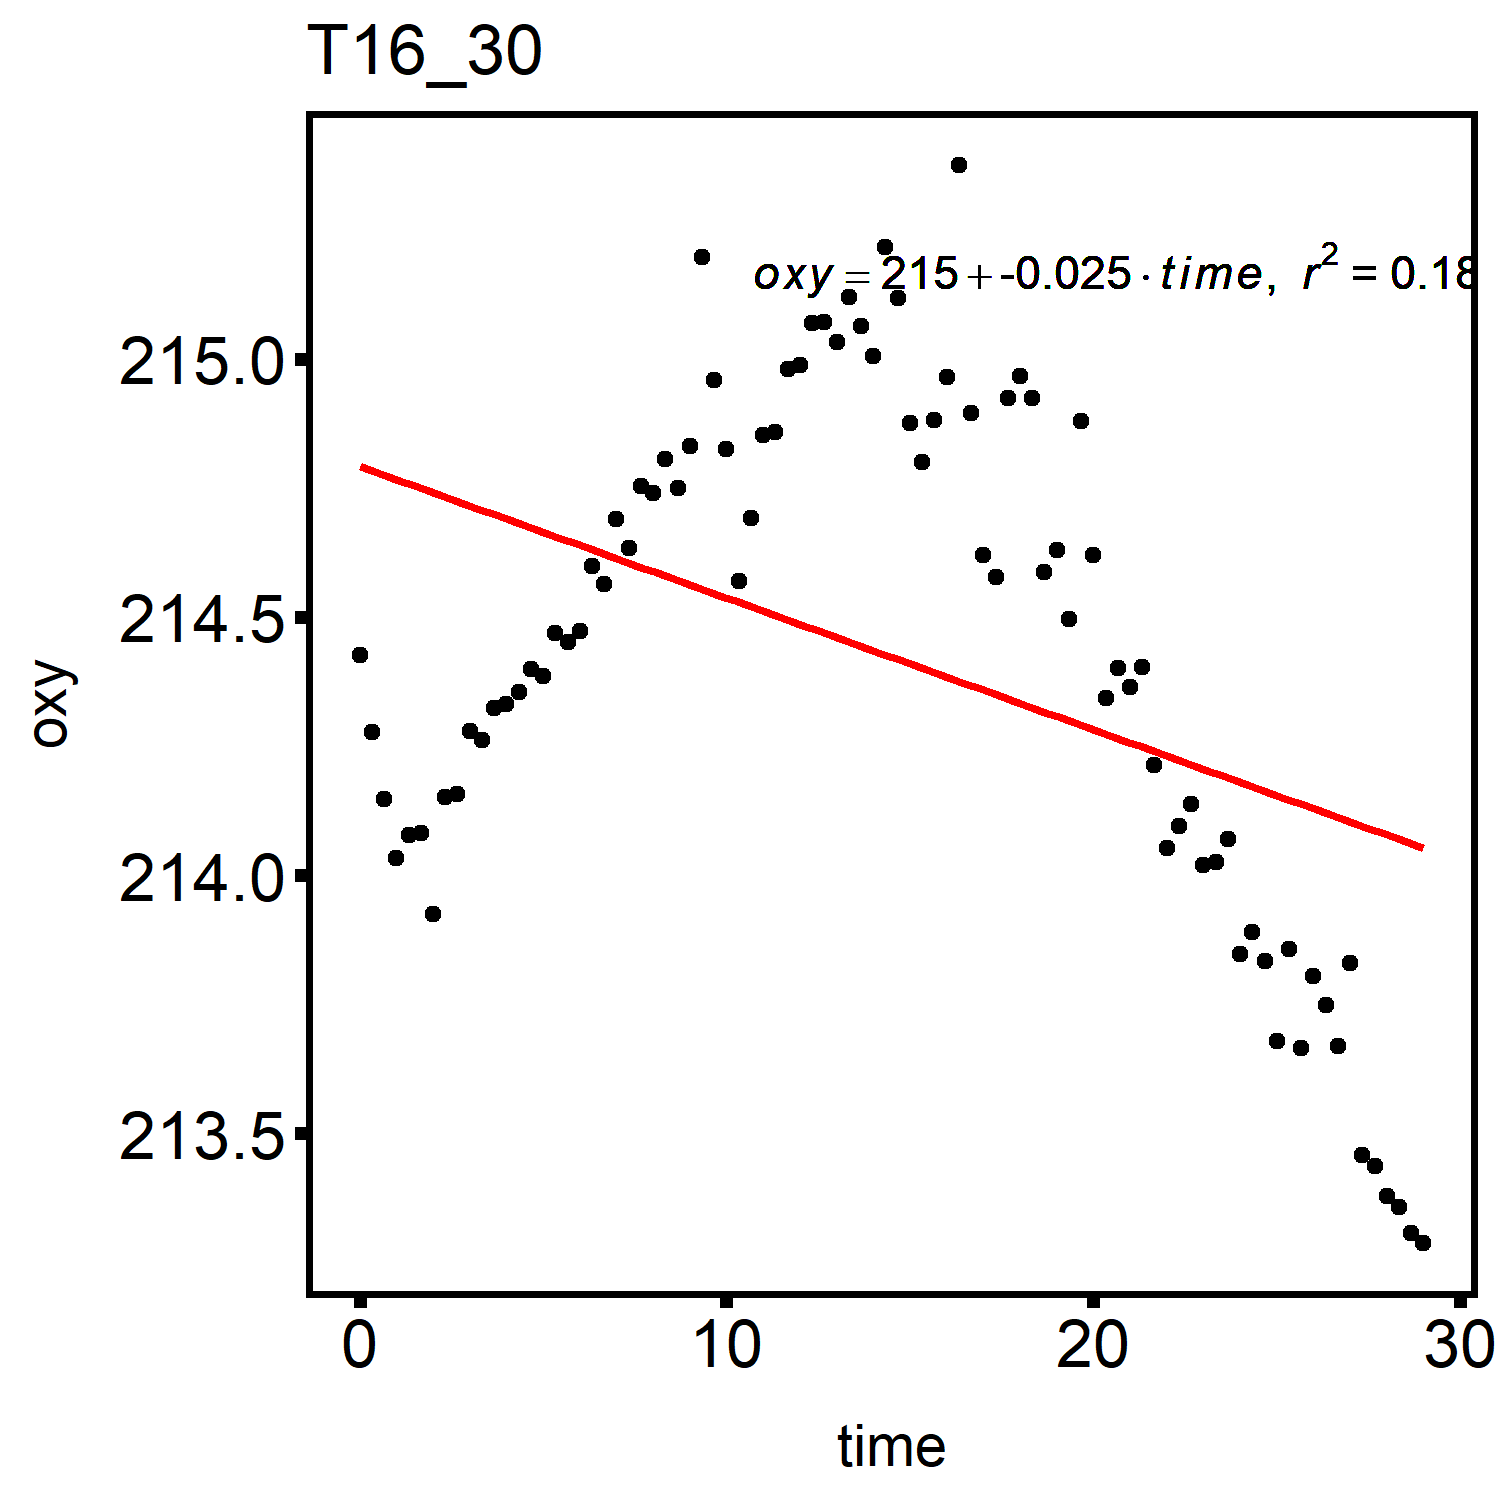 T16_30
oxy = 215 + -0.025 · time, r² = 0.18
215.0
214.5
214.0
213.5
oxy
0 10 20 30
time